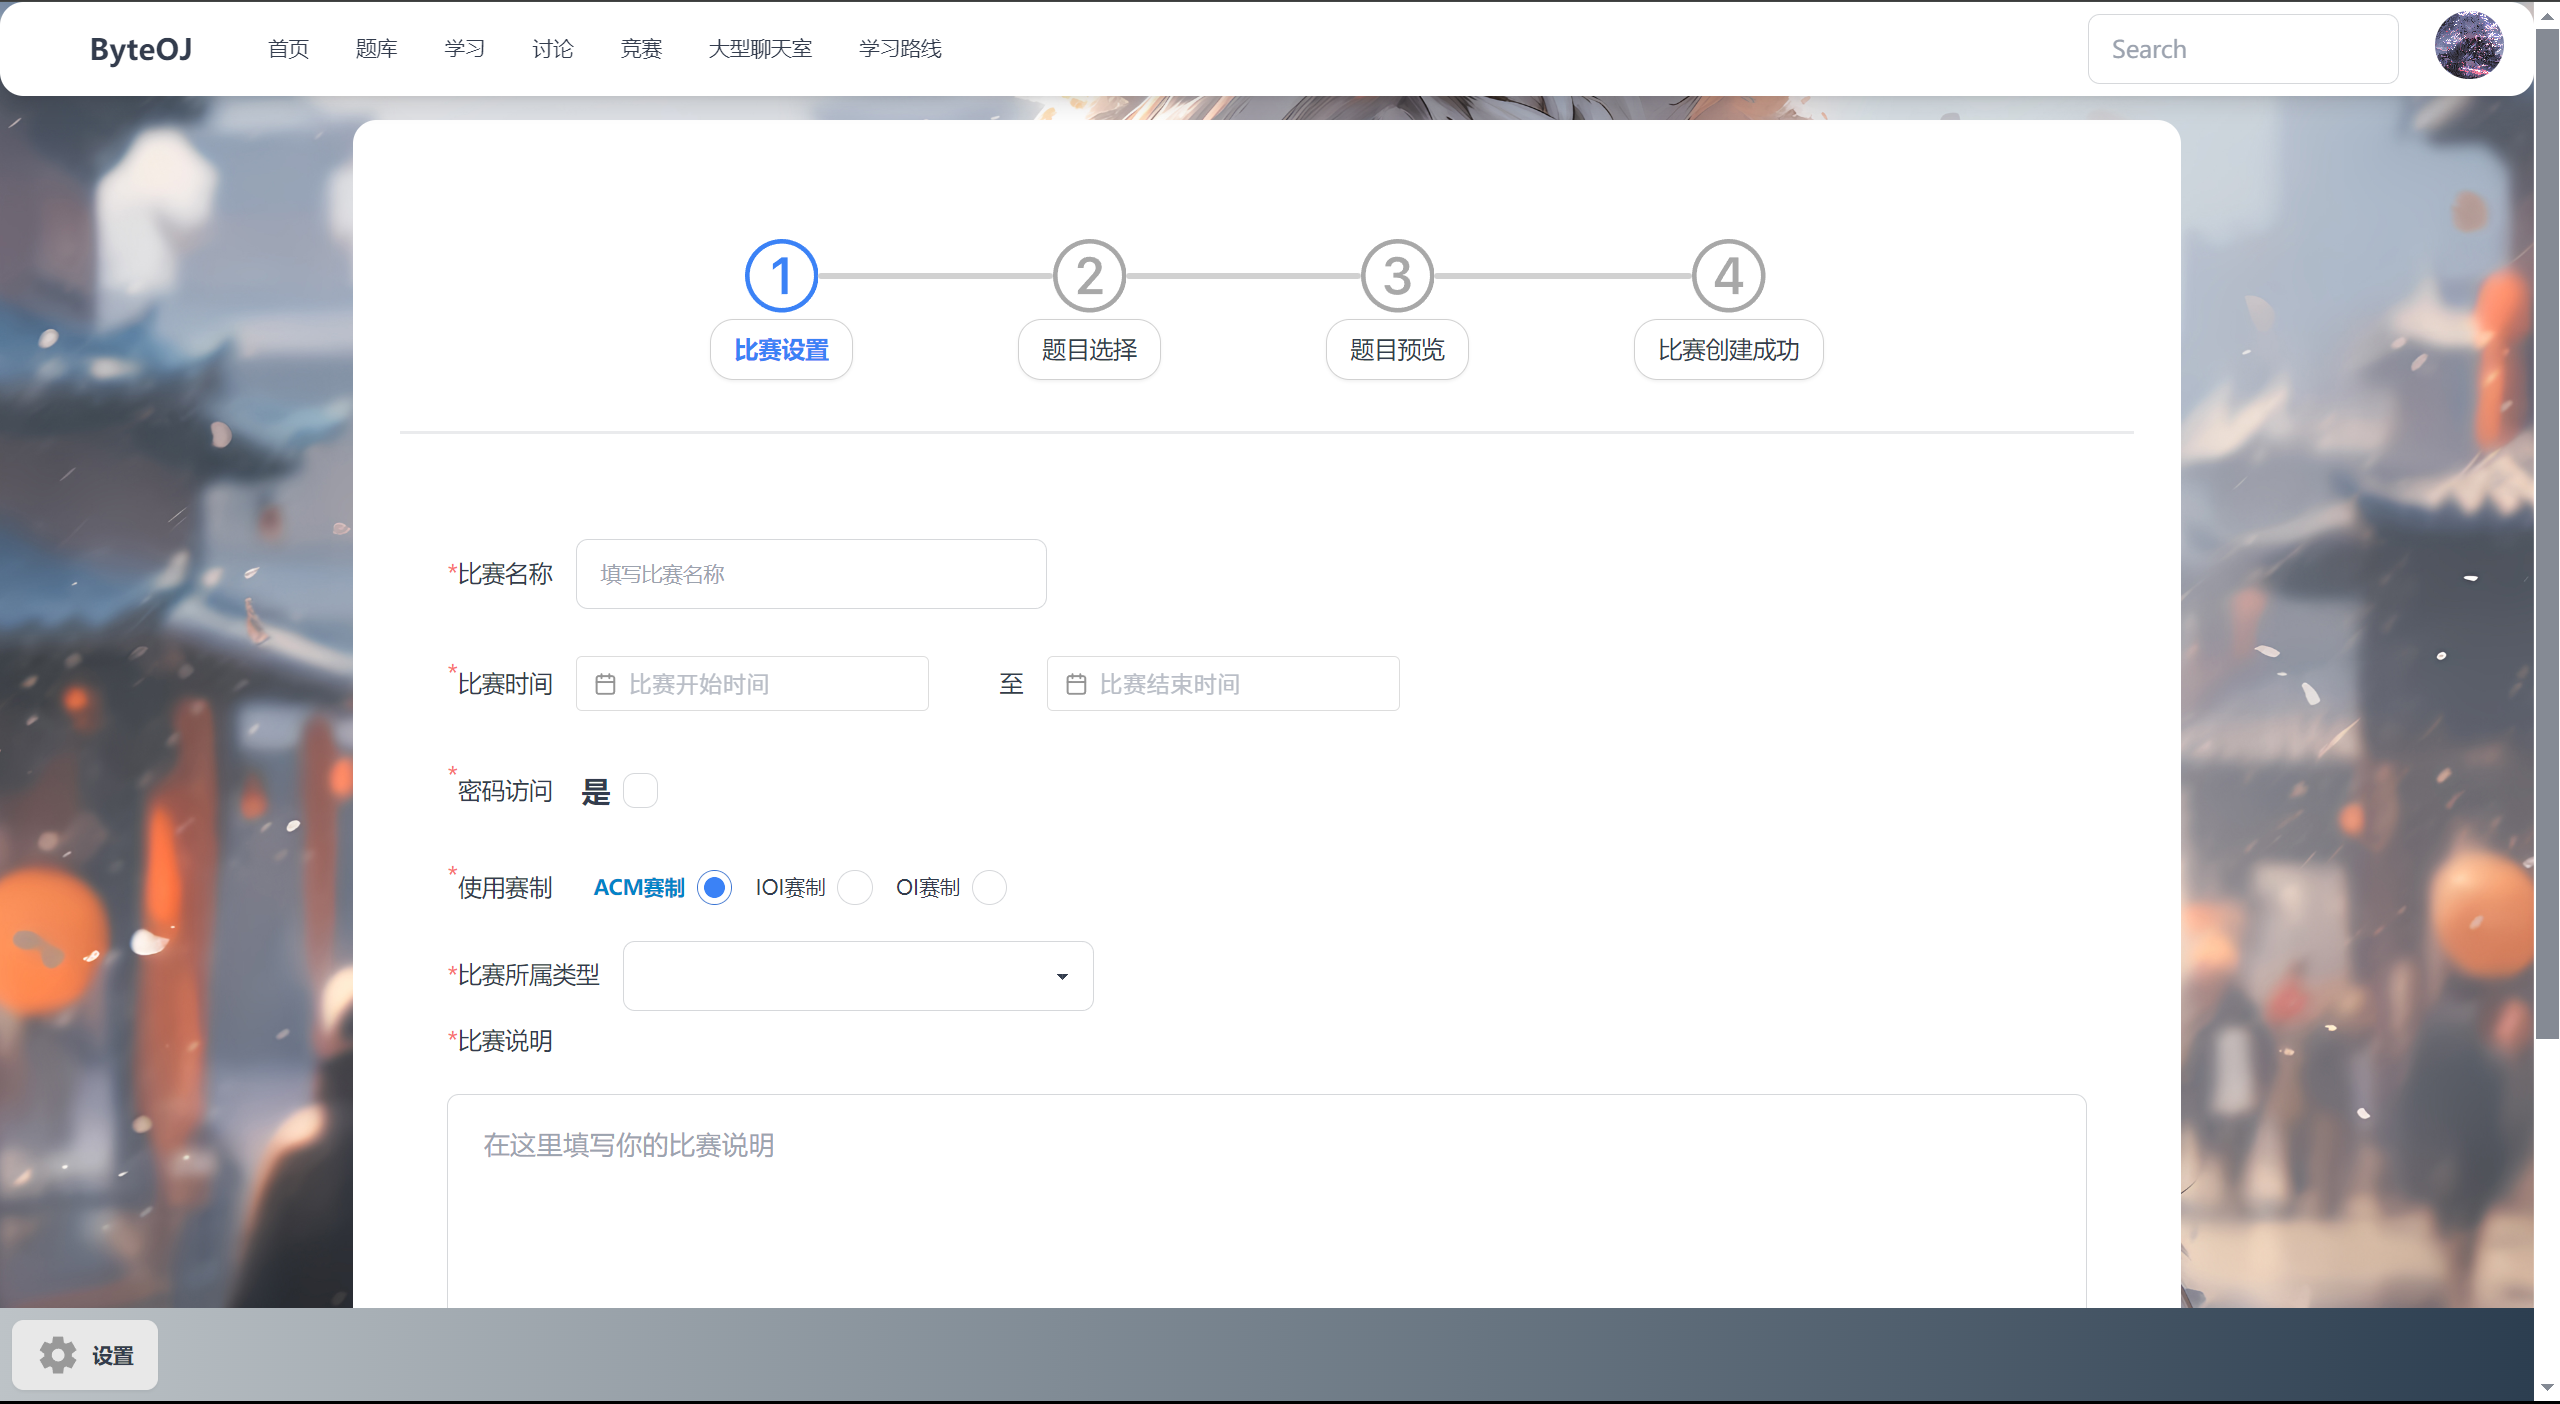 ByteOJ 首页 题库 学习 讨论 竞赛 大型聊天室 学习路线 Search
1 2 3 4
比赛设置 题目选择 题目预览 比赛创建成功
*比赛名称 填写比赛名称
*比赛时间 比赛开始时间 至 比赛结束时间
*密码访问 是
*使用赛制 ACM赛制 IOI赛制 OI赛制
*比赛所属类型
*比赛说明
在这里填写你的比赛说明
设置